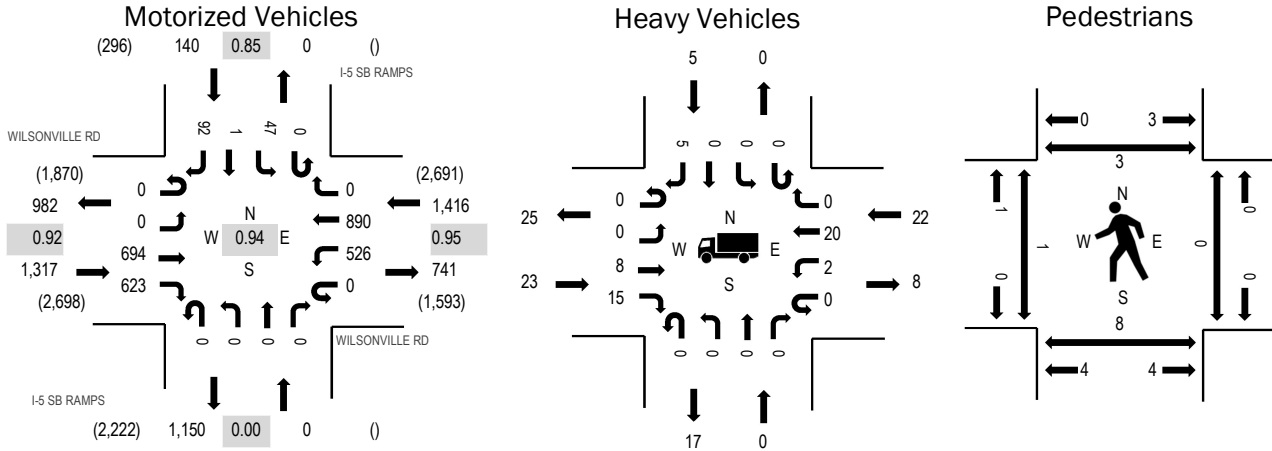 Motorized Vehicles
Heavy Vehicles
Pedestrians
(296) 140 0.85 0 ()
I-5 SB RAMPS
WILSONVILLE RD
92 1 47 0
(1,870)
982
0.92
1,317
(2,698)
0
0
694
623
N
W 0.94 E
S
0
890
526
0
(2,691)
1,416
0.95
741
(1,593)
0 0 0 0
WILSONVILLE RD
I-5 SB RAMPS
(2,222) 1,150 0.00 0 ()
5 0
5 0 0 0
25
23
0
0
8
15
N
W E
S
0
20
2
0
22
8
0 0 0 0
17 0
0 3
3
1
0
1
N
W E
S
0
0
0
8
4 4